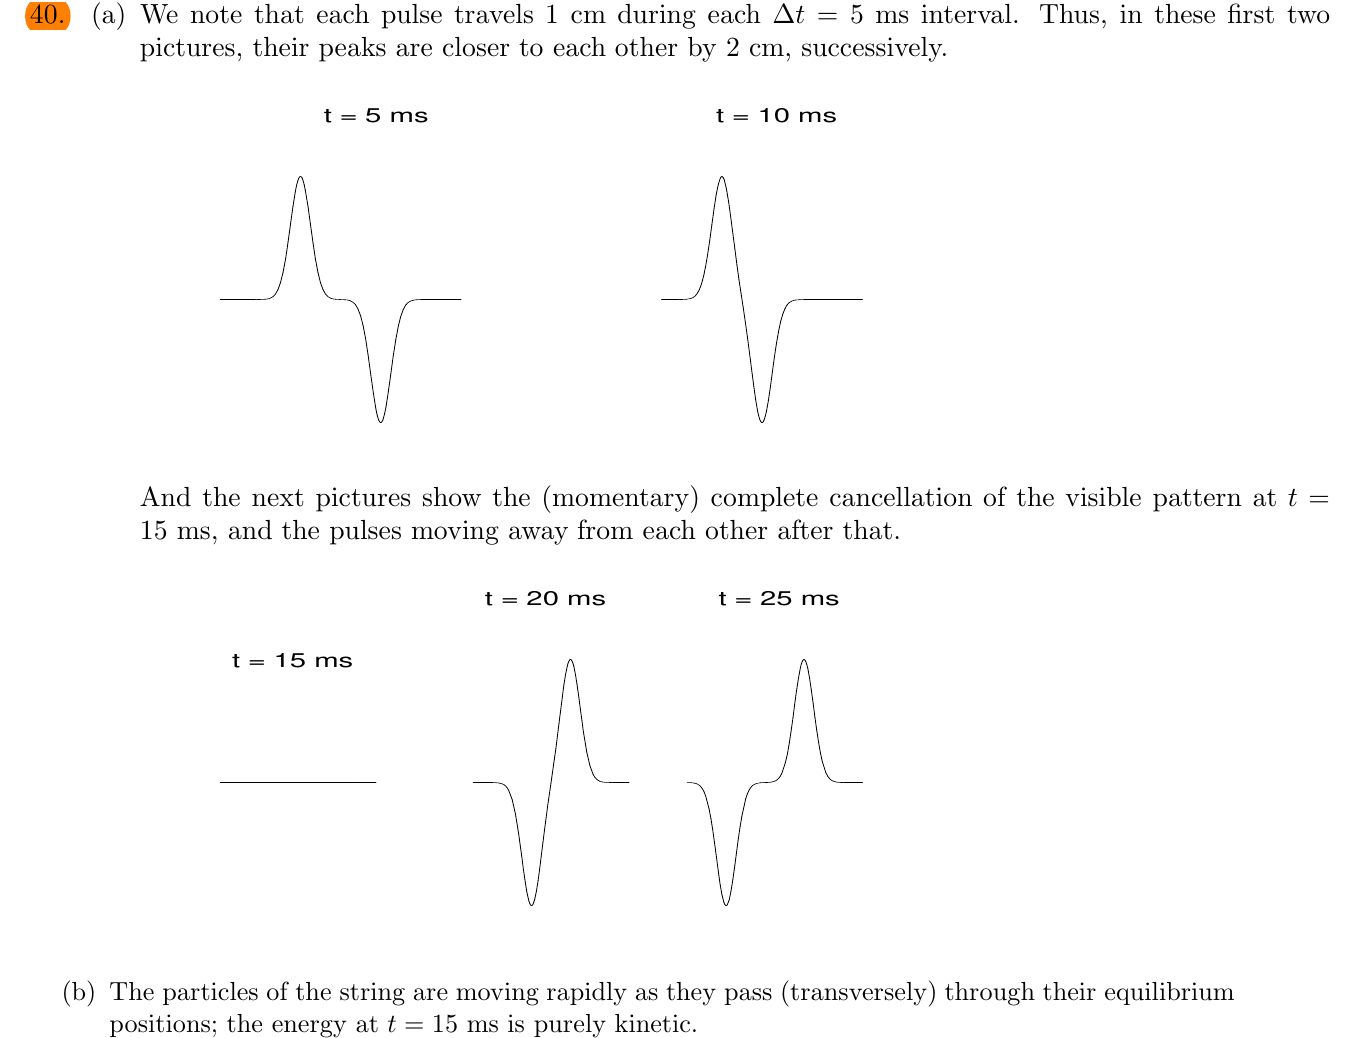 40. (a) We note that each pulse travels 1 cm during each Δt = 5 ms interval. Thus, in these first two
pictures, their peaks are closer to each other by 2 cm, successively.
t = 5 ms
t = 10 ms
And the next pictures show the (momentary) complete cancellation of the visible pattern at t =
15 ms, and the pulses moving away from each other after that.
t = 20 ms
t = 25 ms
t = 15 ms
(b) The particles of the string are moving rapidly as they pass (transversely) through their equilibrium
positions; the energy at t = 15 ms is purely kinetic.